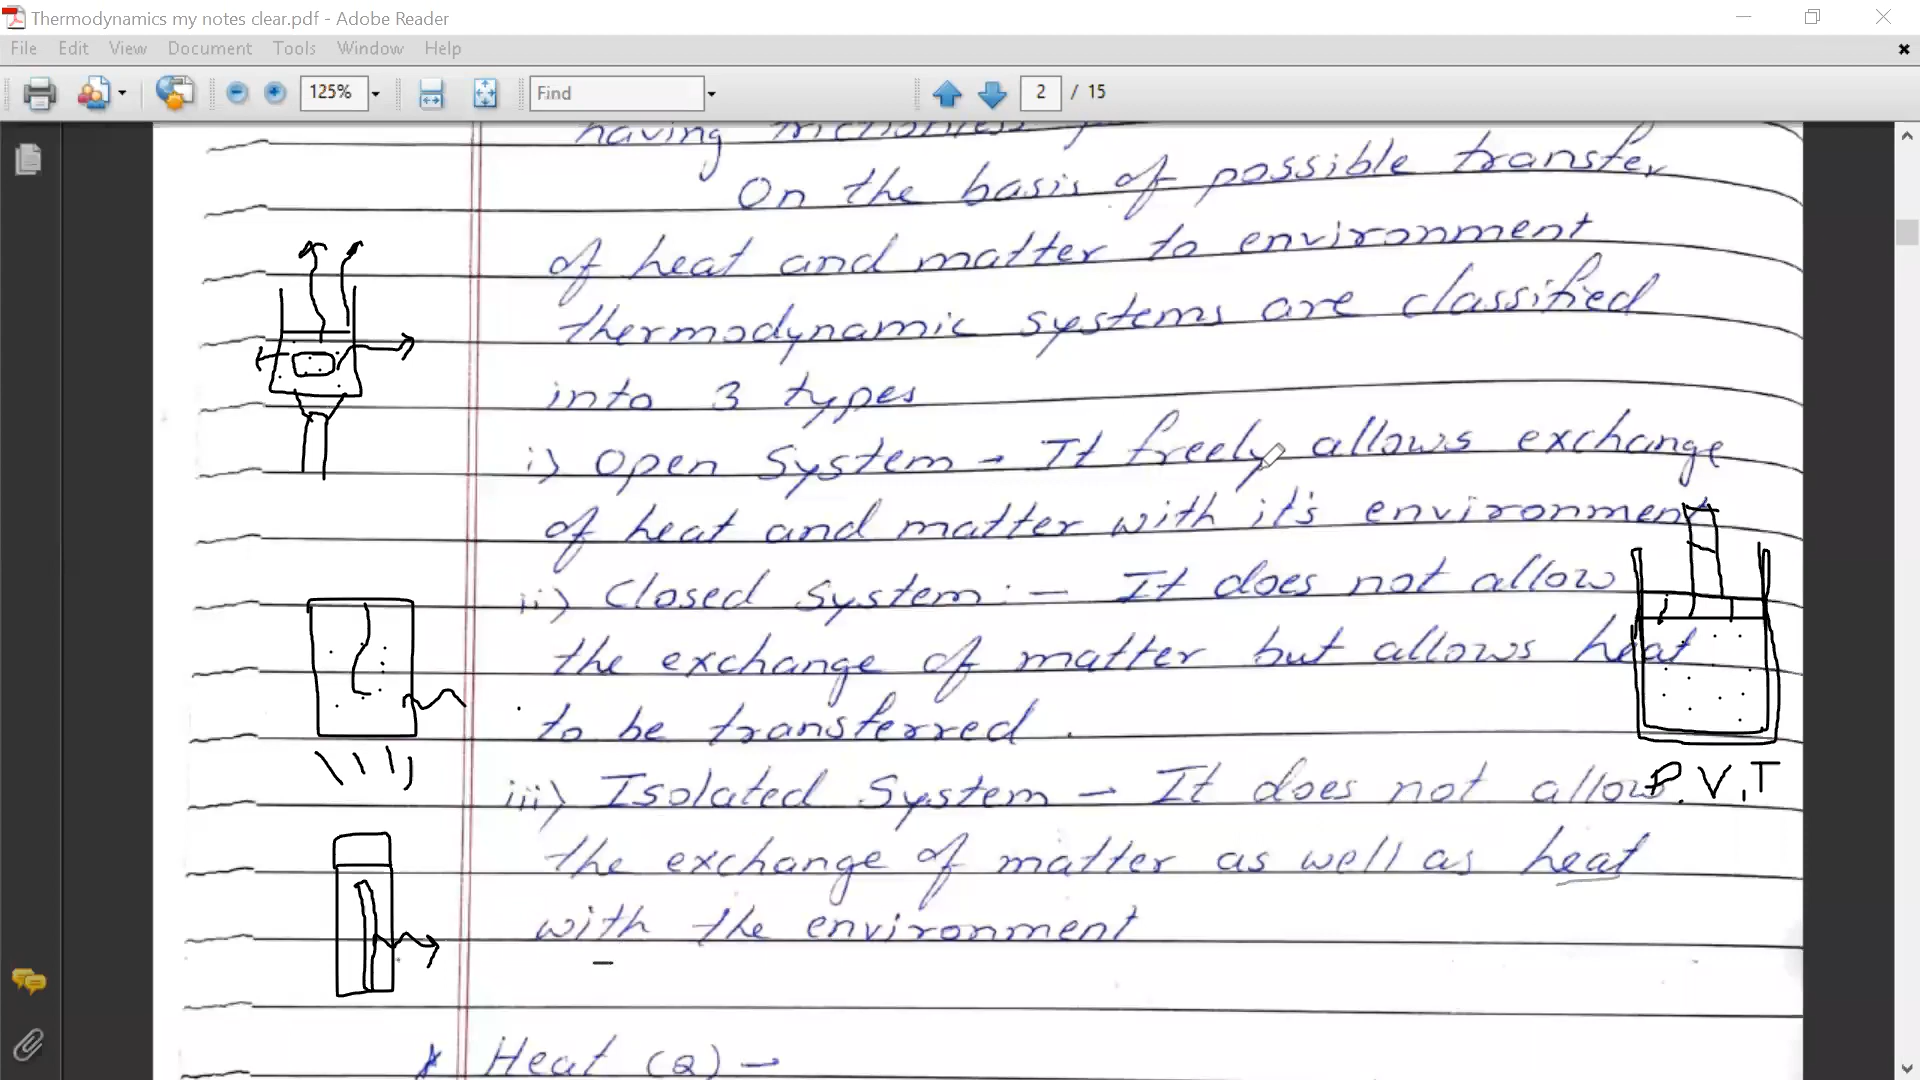 Thermodynamics my notes clear.pdf - Adobe Reader
File Edit View Document Tools Window Help
125% Find 2 / 15
having frictionless
On the basis of possible transfer
of heat and matter to environment
thermodynamic systems are classified
into 3 types
i) Open System - It freely allows exchange
of heat and matter with it's environment
ii) Closed System :- It does not allow
the exchange of matter but allows heat
to be transferred.
iii) Isolated System - It does not allow
P.V.T
the exchange of matter as well as heat
with the environment
* Heat (Q) -